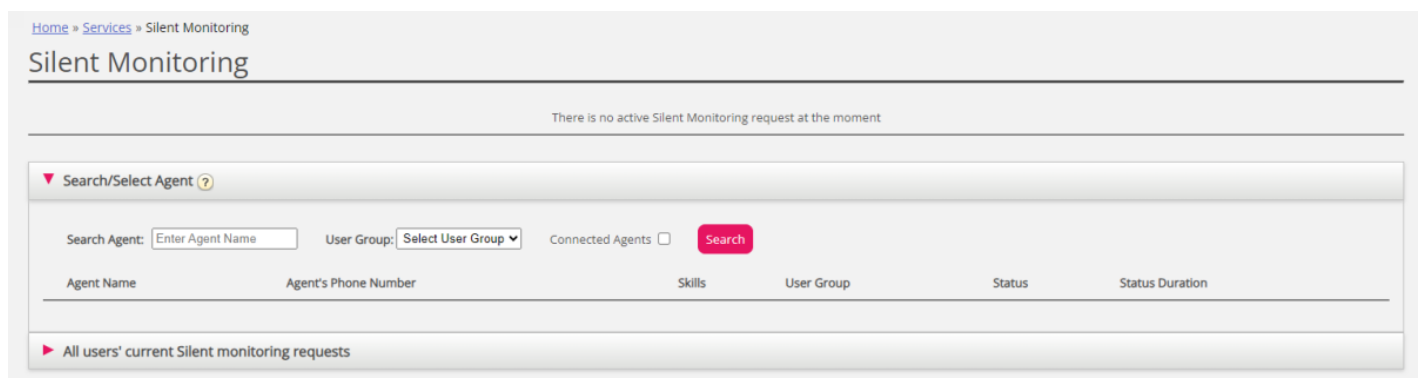 Home » Services » Silent Monitoring
Silent Monitoring
There is no active Silent Monitoring request at the moment
Search/Select Agent ?
Search Agent: Enter Agent Name User Group: Select User Group Connected Agents Search
Agent Name Agent's Phone Number Skills User Group Status Status Duration
All users' current Silent monitoring requests